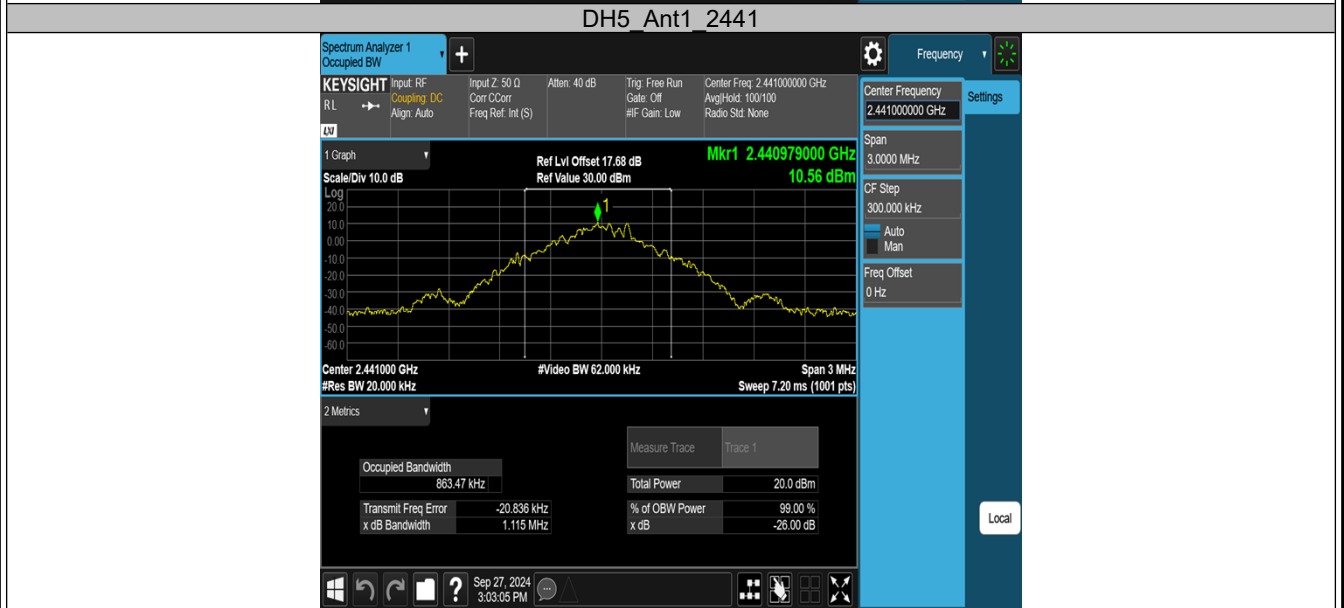 DH5_Ant1_2441
Spectrum Analyzer 1
Occupied BW
+
Frequency
KEYSIGHT
RL
LXI
Input: RF
Coupling: DC
Align: Auto
Input Z: 50 Ω
Corr CCorr
Freq Ref: Int (S)
Atten: 40 dB
Trig: Free Run
Gate: Off
#IF Gain: Low
Center Freq: 2.441000000 GHz
Avg|Hold: 100/100
Radio Std: None
Center Frequency
2.441000000 GHz
Settings
Span
3.0000 MHz
CF Step
300.000 kHz
Auto
Man
Freq Offset
0 Hz
Local
1 Graph
Scale/Div 10.0 dB
Ref Lvl Offset 17.68 dB
Ref Value 30.00 dBm
Mkr1 2.440979000 GHz
10.56 dBm
Log
1
20.0
10.0
0.00
-10.0
-20.0
-30.0
-40.0
-50.0
-60.0
Center 2.441000 GHz
#Res BW 20.000 kHz
#Video BW 62.000 kHz
Span 3 MHz
Sweep 7.20 ms (1001 pts)
2 Metrics
Measure Trace Trace 1
Occupied Bandwidth
863.47 kHz
Total Power 20.0 dBm
Transmit Freq Error -20.836 kHz
% of OBW Power 99.00 %
x dB Bandwidth 1.115 MHz
x dB -26.00 dB
?
Sep 27, 2024
3:03:05 PM